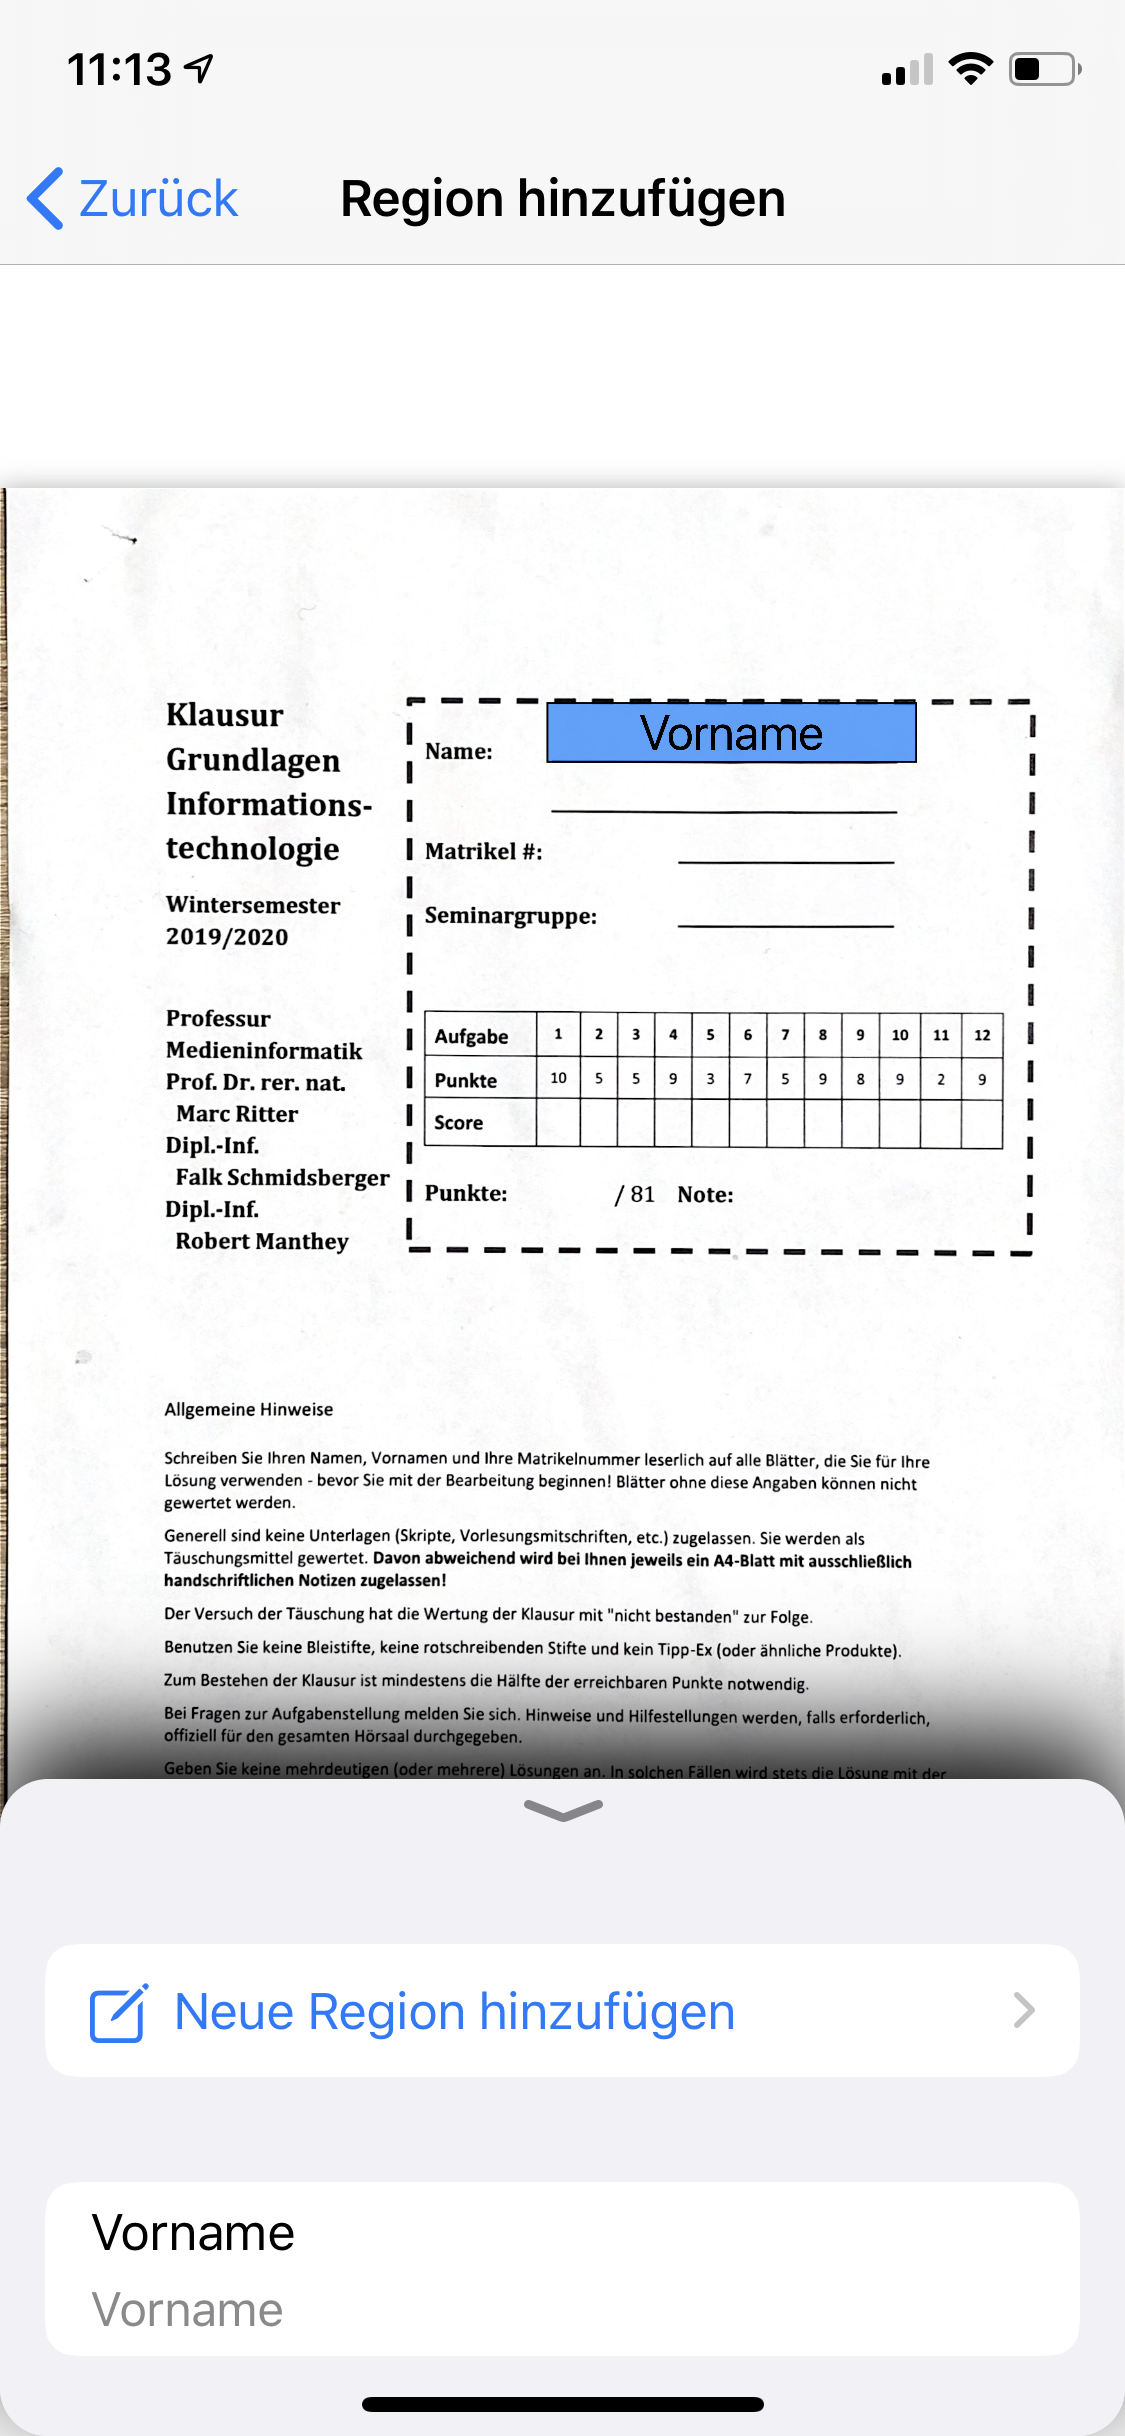 11:13
Zurück
Region hinzufügen
Klausur
Grundlagen
Informations-
technologie
Wintersemester
2019/2020
Professur
Medieninformatik
Prof. Dr. rer. nat.
Marc Ritter
Dipl.-Inf.
Falk Schmidsberger
Dipl.-Inf.
Robert Manthey
Name: Vorname
Matrikel #:
Seminargruppe:
Aufgabe 1 2 3 4 5 6 7 8 9 10 11 12
Punkte 10 5 5 9 3 7 5 9 8 9 2 9
Score
Punkte: / 81 Note:
Allgemeine Hinweise
Schreiben Sie Ihren Namen, Vornamen und Ihre Matrikelnummer leserlich auf alle Blätter, die Sie für Ihre
Lösung verwenden - bevor Sie mit der Bearbeitung beginnen! Blätter ohne diese Angaben können nicht
gewertet werden.
Generell sind keine Unterlagen (Skripte, Vorlesungsmitschriften, etc.) zugelassen. Sie werden als
Täuschungsmittel gewertet. Davon abweichend wird bei Ihnen jeweils ein A4-Blatt mit ausschließlich
handschriftlichen Notizen zugelassen!
Der Versuch der Täuschung hat die Wertung der Klausur mit "nicht bestanden" zur Folge.
Benutzen Sie keine Bleistifte, keine rotschreibenden Stifte und kein Tipp-Ex (oder ähnliche Produkte).
Zum Bestehen der Klausur ist mindestens die Hälfte der erreichbaren Punkte notwendig.
Bei Fragen zur Aufgabenstellung melden Sie sich. Hinweise und Hilfestellungen werden, falls erforderlich,
offiziell für den gesamten Hörsaal durchgegeben.
Geben Sie keine mehrdeutigen (oder mehrere) Lösungen an. In solchen Fällen wird stets die Lösung mit der
Neue Region hinzufügen
Vorname
Vorname